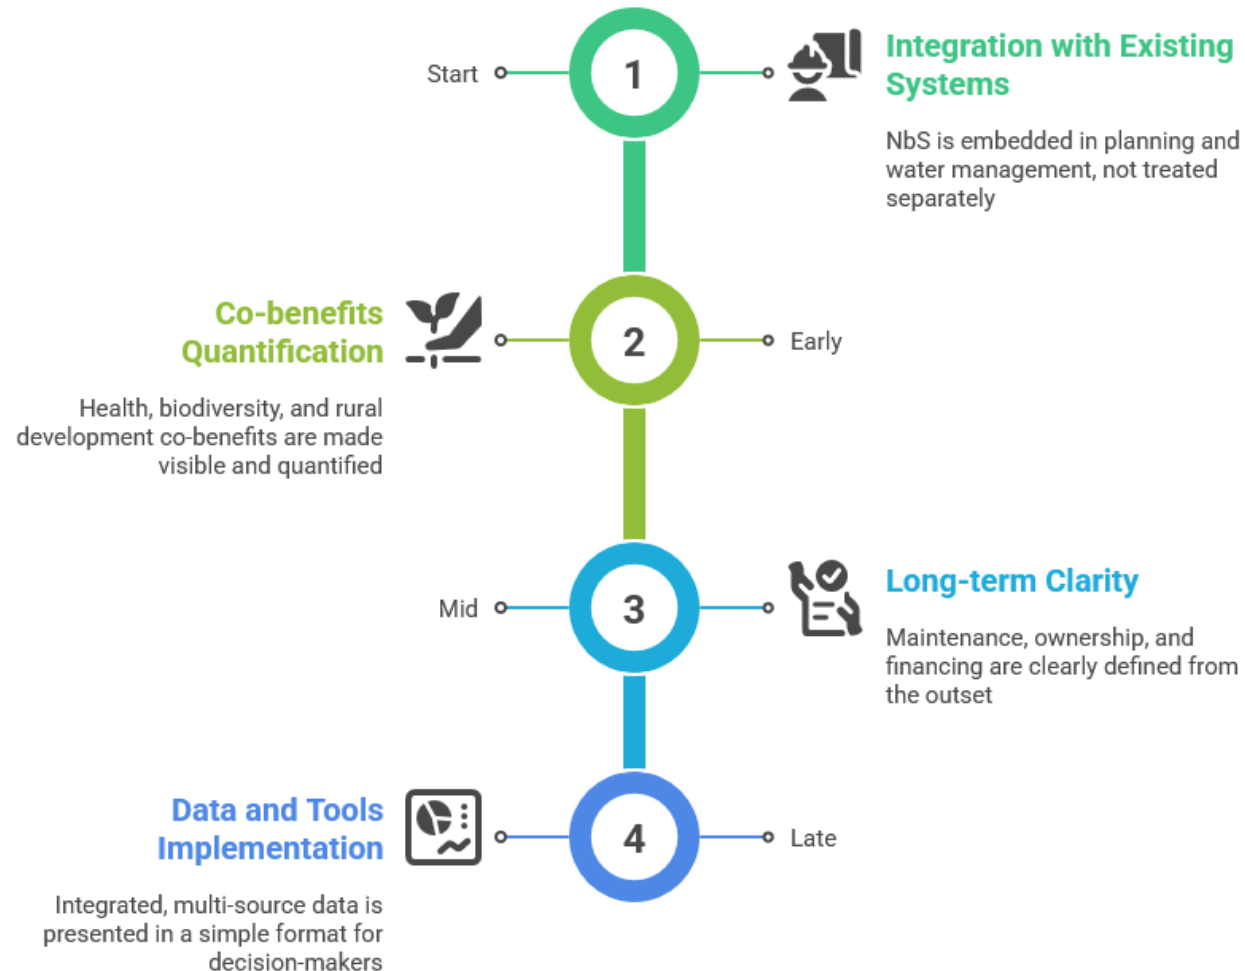 Start
1
Integration with Existing
Systems
NbS is embedded in planning and
water management, not treated
separately
Co-benefits
Quantification
Health, biodiversity, and rural
development co-benefits are made
visible and quantified
2
Early
Mid
3
Long-term Clarity
Maintenance, ownership, and
financing are clearly defined from
the outset
Data and Tools
Implementation
Integrated, multi-source data is
presented in a simple format for
decision-makers
4
Late